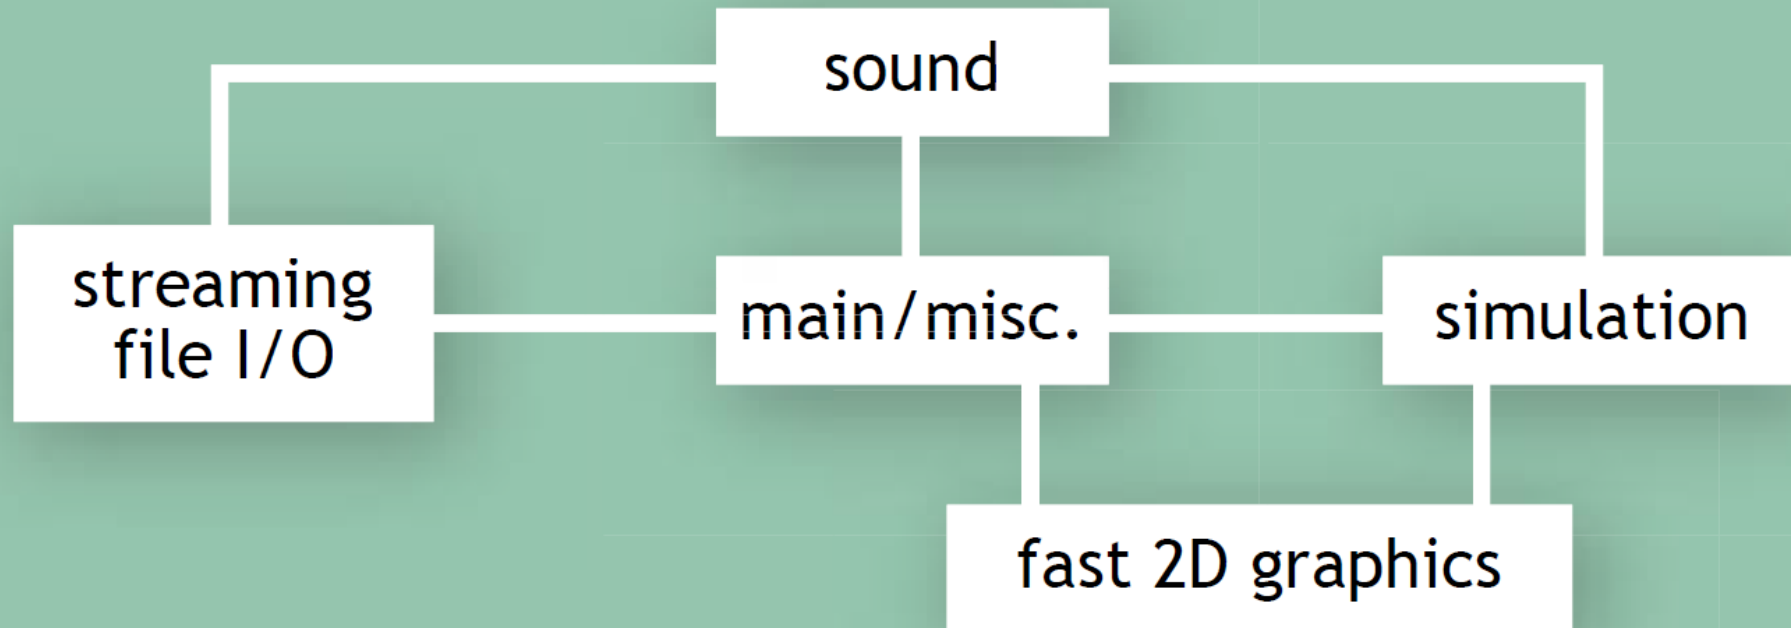 sound
streaming
file I/O
main/misc.
simulation
fast 2D graphics